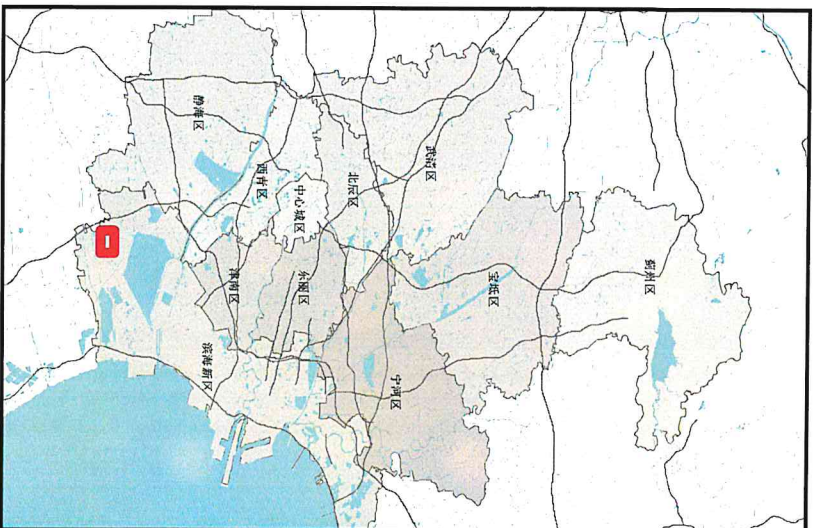 蓟州区
宝坻区
武清区
宁河区
北辰区
中心城区
东丽区
西青区
津南区
静海区
滨海新区